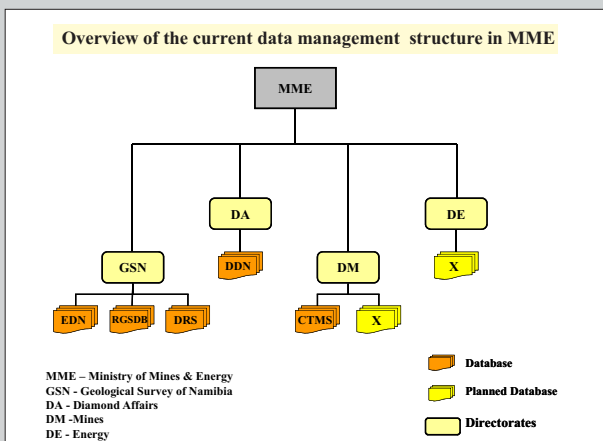 Overview of the current data management structure in MME
MME
DA
DE
GSN
DDN
DM
X
EDN
RGSDB
DRS
CTMS
X
MME – Ministry of Mines & Energy
GSN - Geological Survey of Namibia
DA - Diamond Affairs
DM -Mines
DE - Energy
Database
Planned Database
Directorates